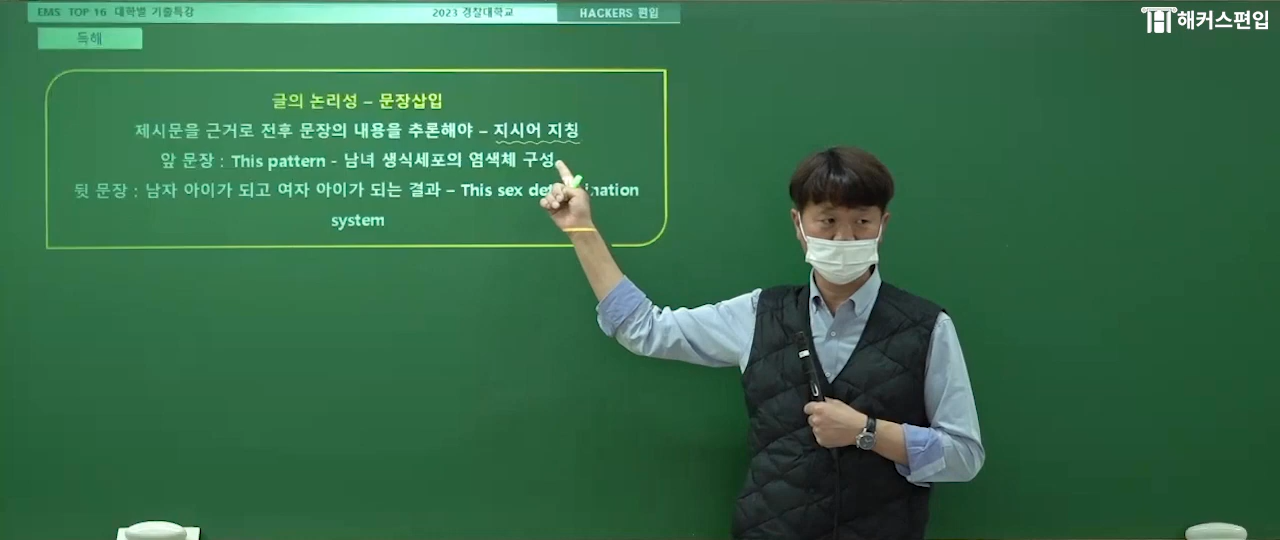 EMS TOP 16 대학별 기출특강
2023 경찰대학교
HACKERS 편입
해커스편입
독해
글의 논리성 – 문장삽입
제시문을 근거로 전후 문장의 내용을 추론해야 – 지시어 지칭
앞 문장 : This pattern - 남녀 생식세포의 염색체 구성
뒷 문장 : 남자 아이가 되고 여자 아이가 되는 결과 – This sex
system